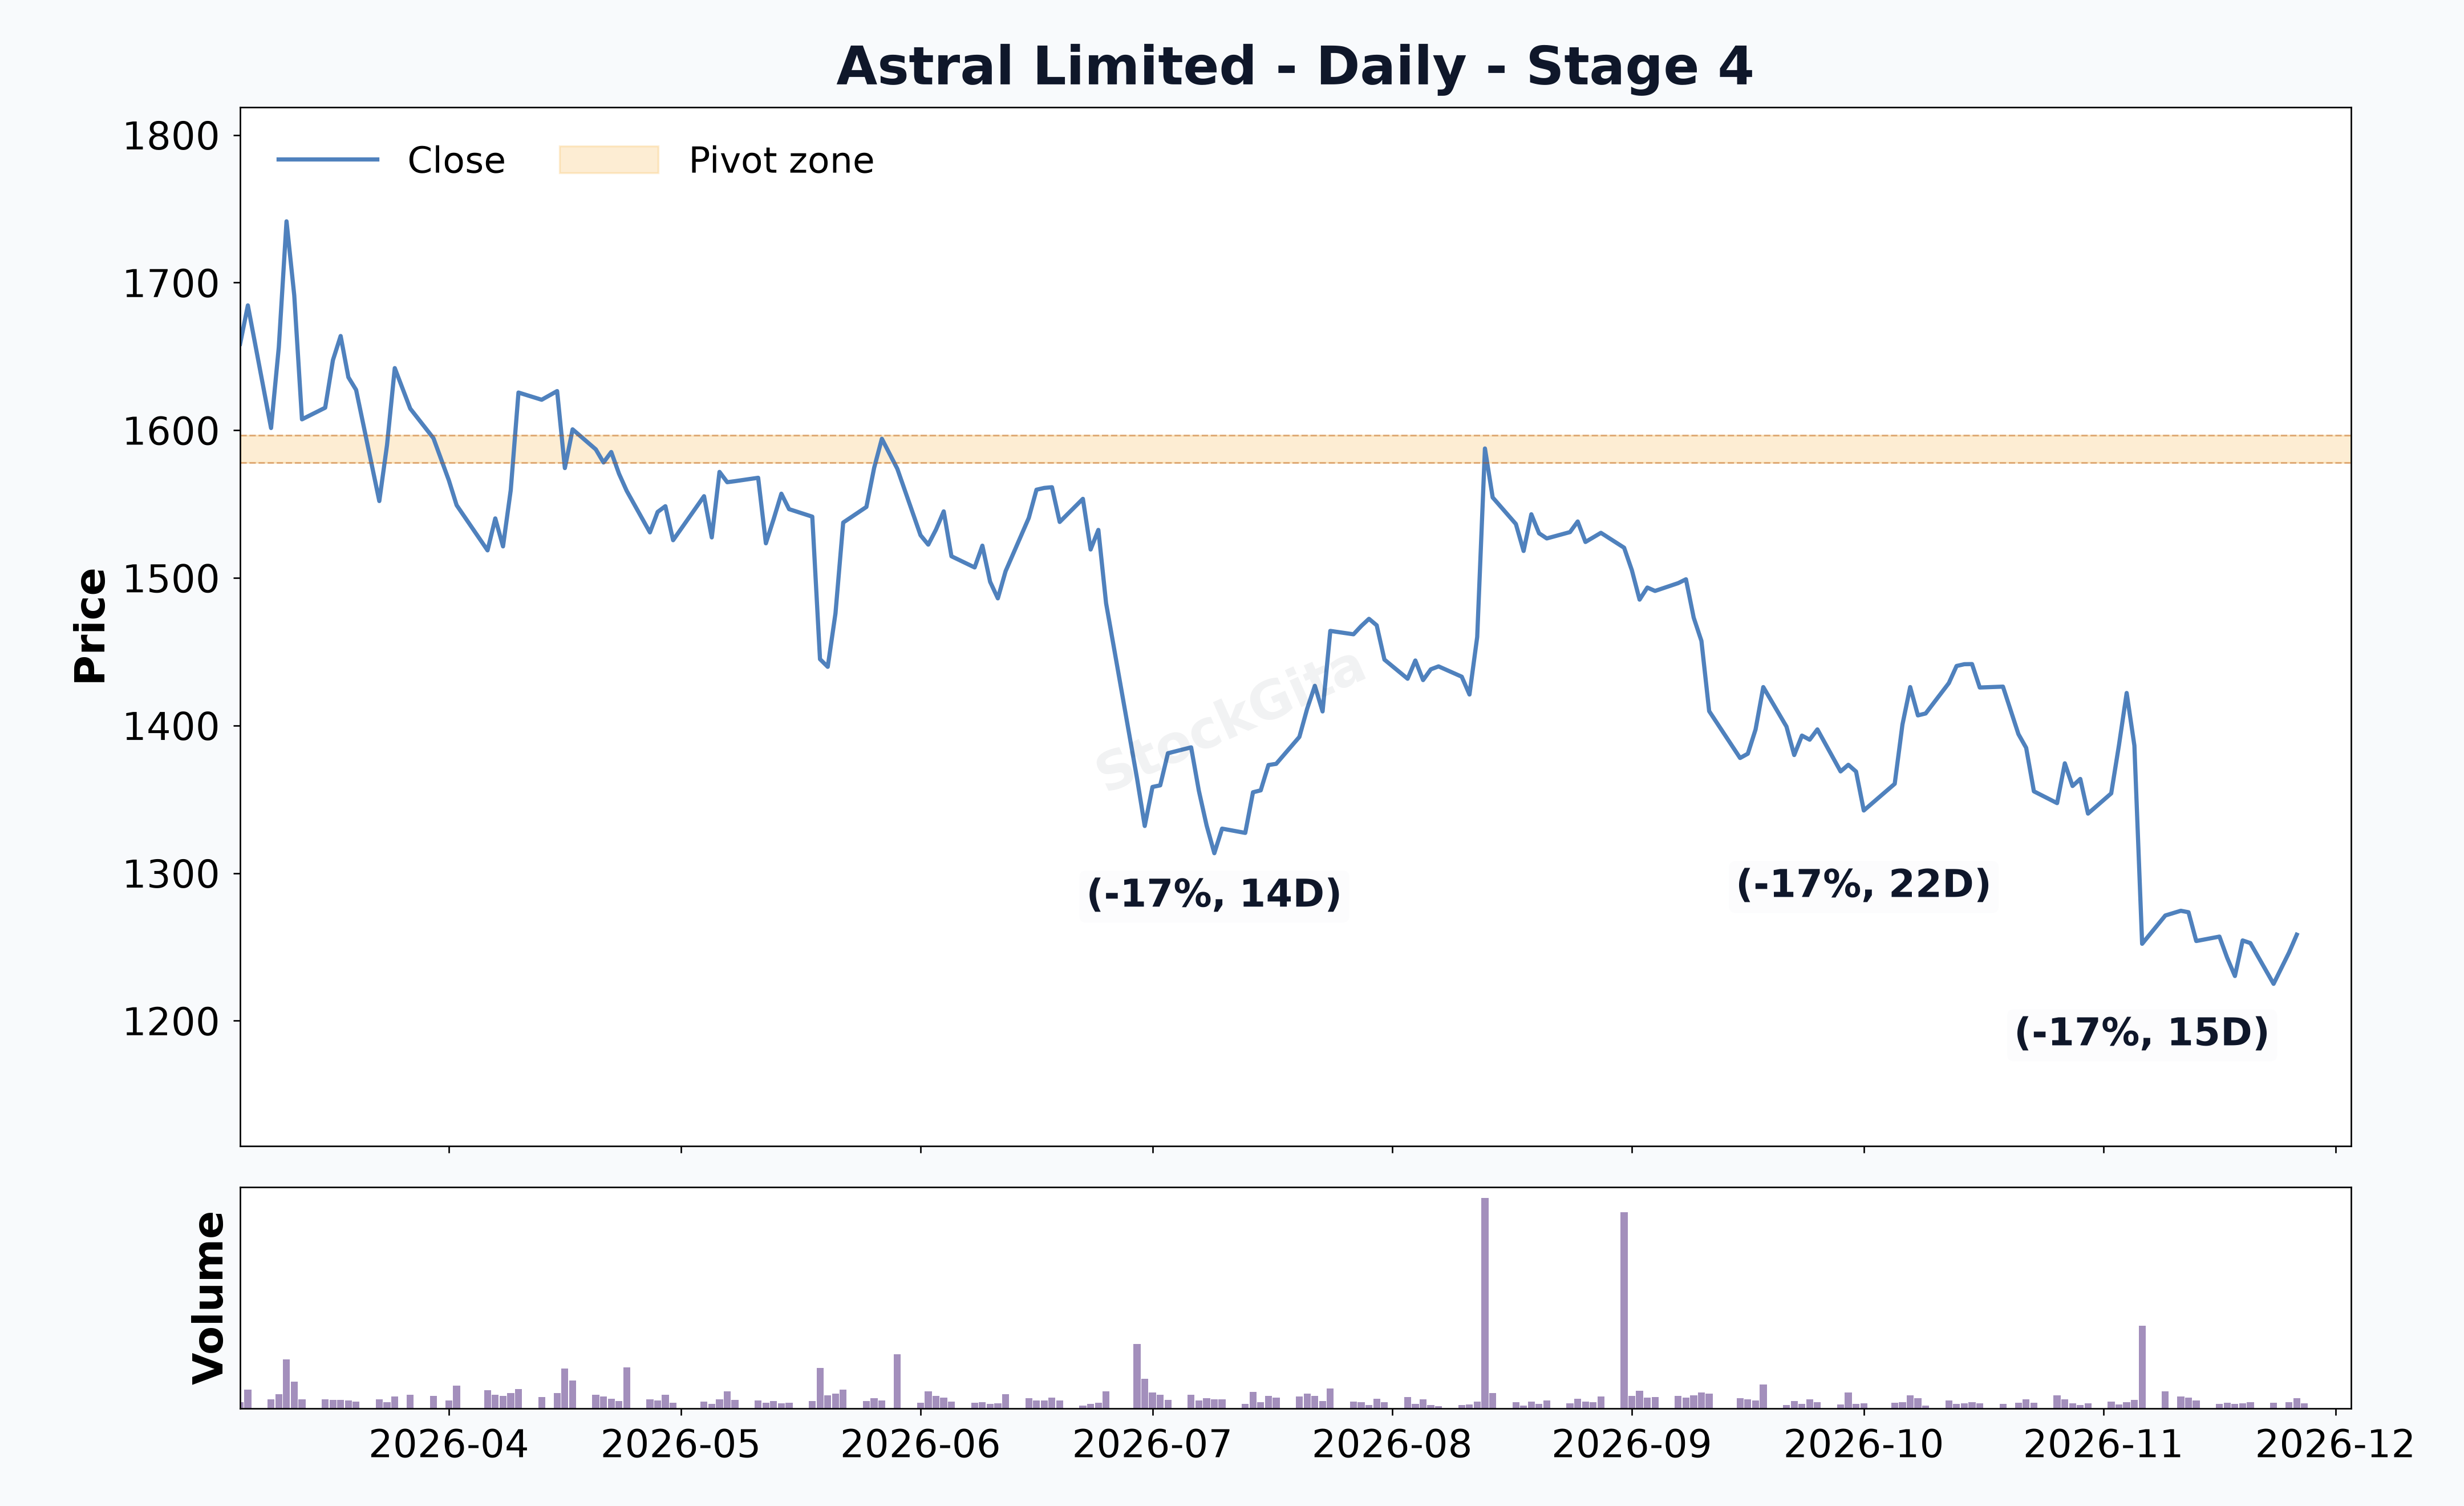 Astral Limited - Daily - Stage 4
Close
Pivot zone
1800
1700
1600
1500
1400
1300
1200
Price
StockGita
(-17%, 14D)
(-17%, 22D)
(-17%, 15D)
Volume
2026-04
2026-05
2026-06
2026-07
2026-08
2026-09
2026-10
2026-11
2026-12